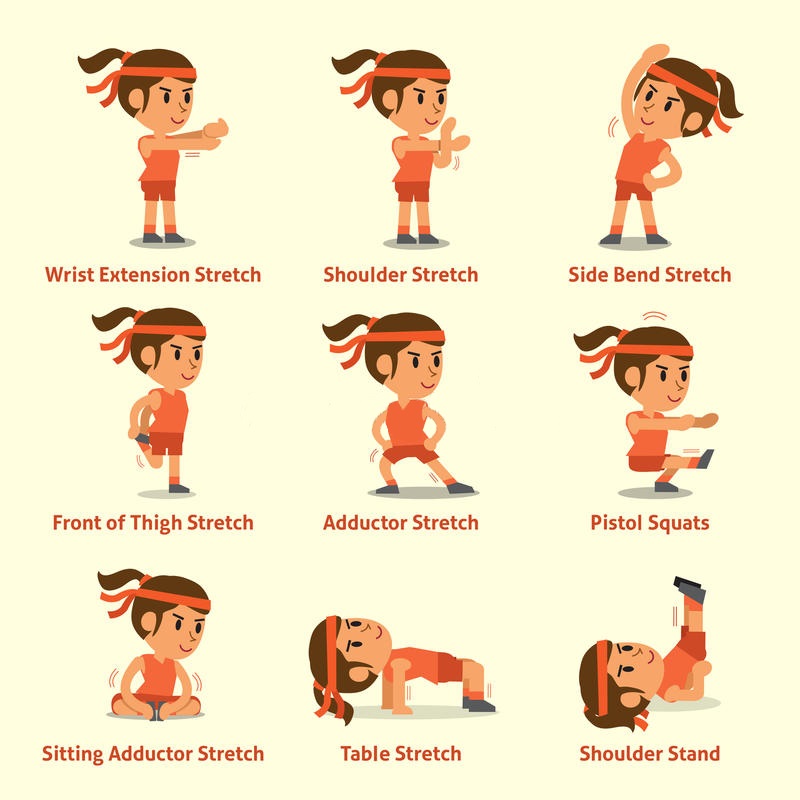 Wrist Extension Stretch
Shoulder Stretch
Side Bend Stretch
Front of Thigh Stretch
Adductor Stretch
Pistol Squats
Sitting Adductor Stretch
Table Stretch
Shoulder Stand